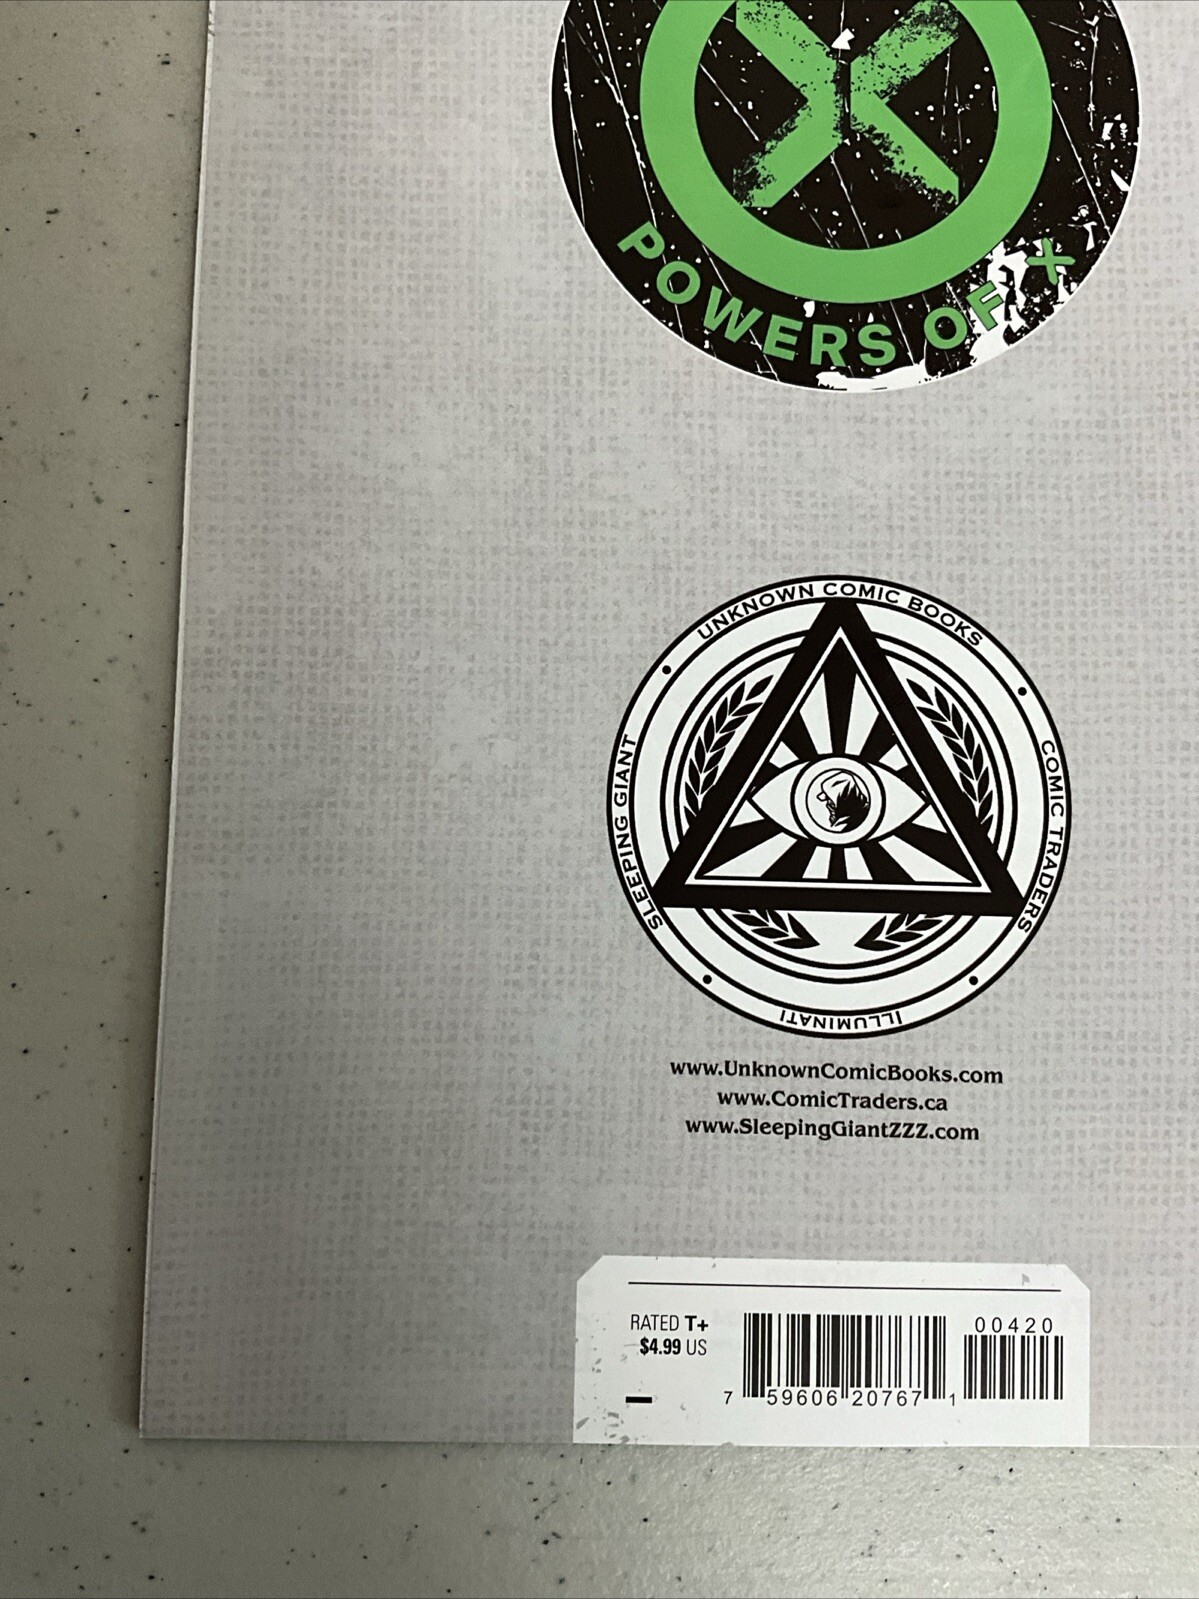 POWERS OF X
UNKNOWN COMIC BOOKS
SLEEPING GIANT
COMIC TRADERS
ILLUMINATI
www.UnknownComicBooks.com
www.ComicTraders.ca
www.SleepingGiantZZZ.com
RATED T+
$4.99 US
00420
7 59606 20767 1